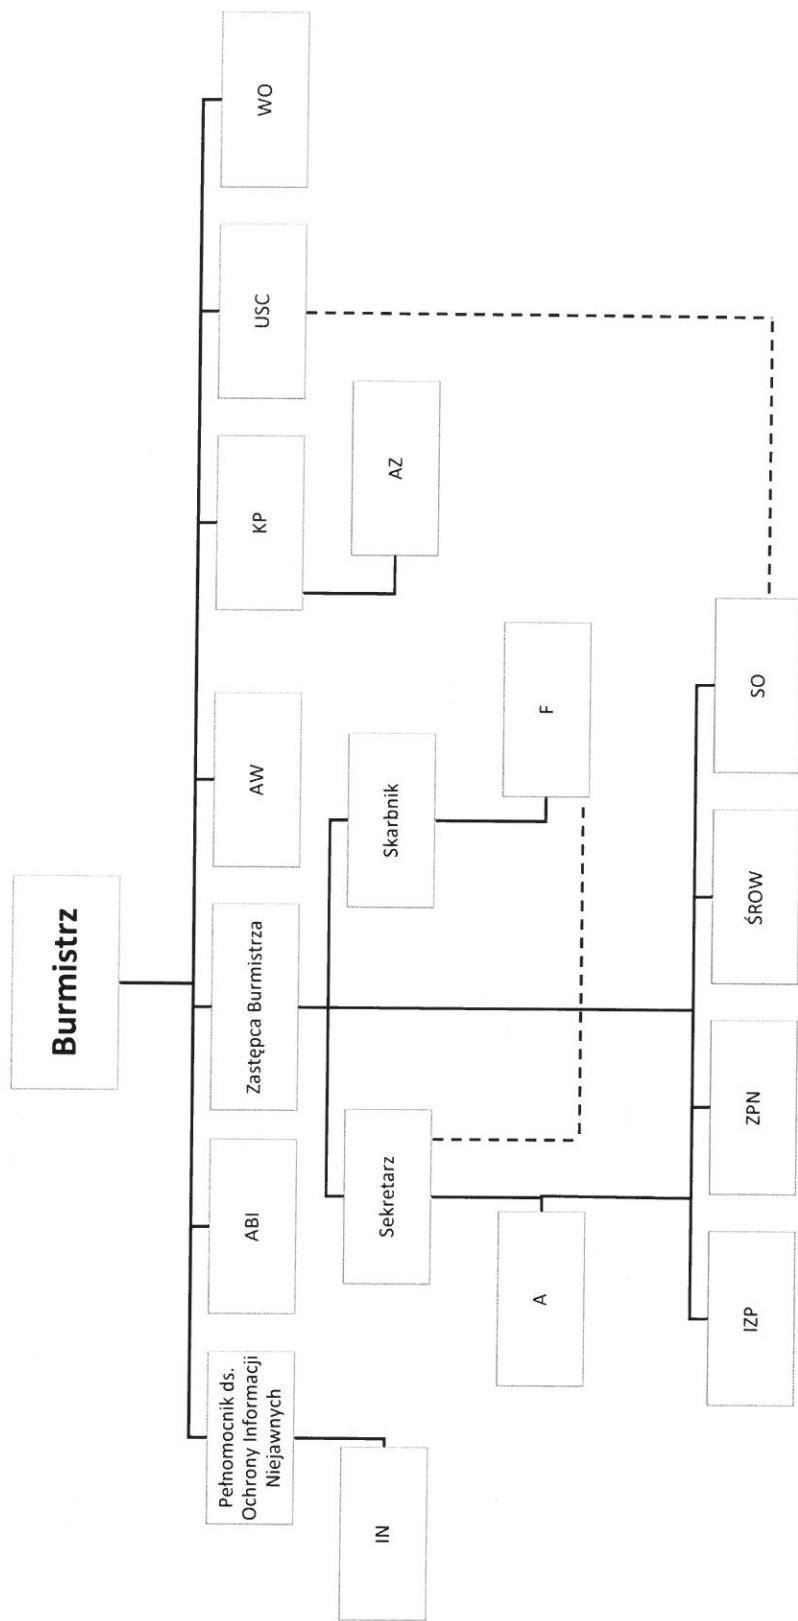 Burmistrz
Pełnomocnik ds.
Ochrony Informacji
Niejawnych
ABI
Zastępca Burmistrza
AW
KP
USC
WO
IN
Sekretarz
Skarbnik
AZ
A
F
IZP
ZPN
ŚROW
SO